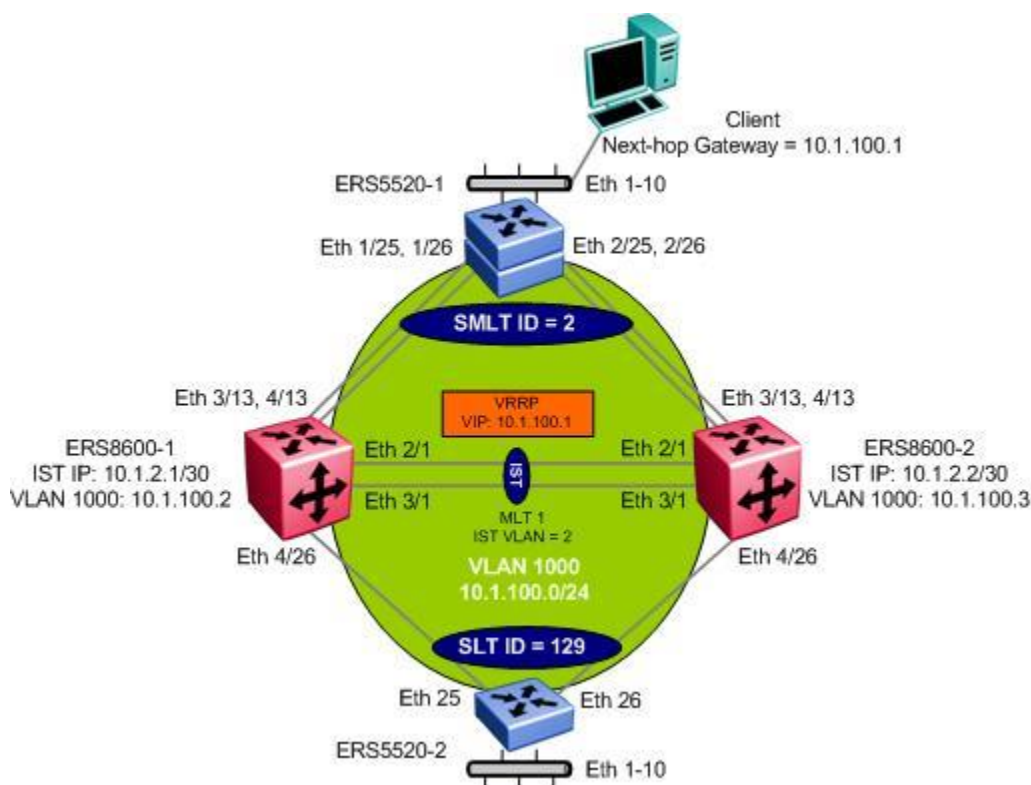 Client
Next-hop Gateway = 10.1.100.1
ERS5520-1
Eth 1-10
Eth 1/25, 1/26
Eth 2/25, 2/26
SMLT ID = 2
Eth 3/13, 4/13
Eth 3/13, 4/13
VRRP
VIP: 10.1.100.1
ERS8600-1
IST IP: 10.1.2.1/30
VLAN 1000: 10.1.100.2
Eth 2/1
Eth 2/1
ERS8600-2
IST IP: 10.1.2.2/30
VLAN 1000: 10.1.100.3
IST
Eth 3/1
Eth 3/1
MLT 1
IST VLAN = 2
Eth 4/26
Eth 4/26
VLAN 1000
10.1.100.0/24
SLT ID = 129
Eth 25
Eth 26
ERS5520-2
Eth 1-10